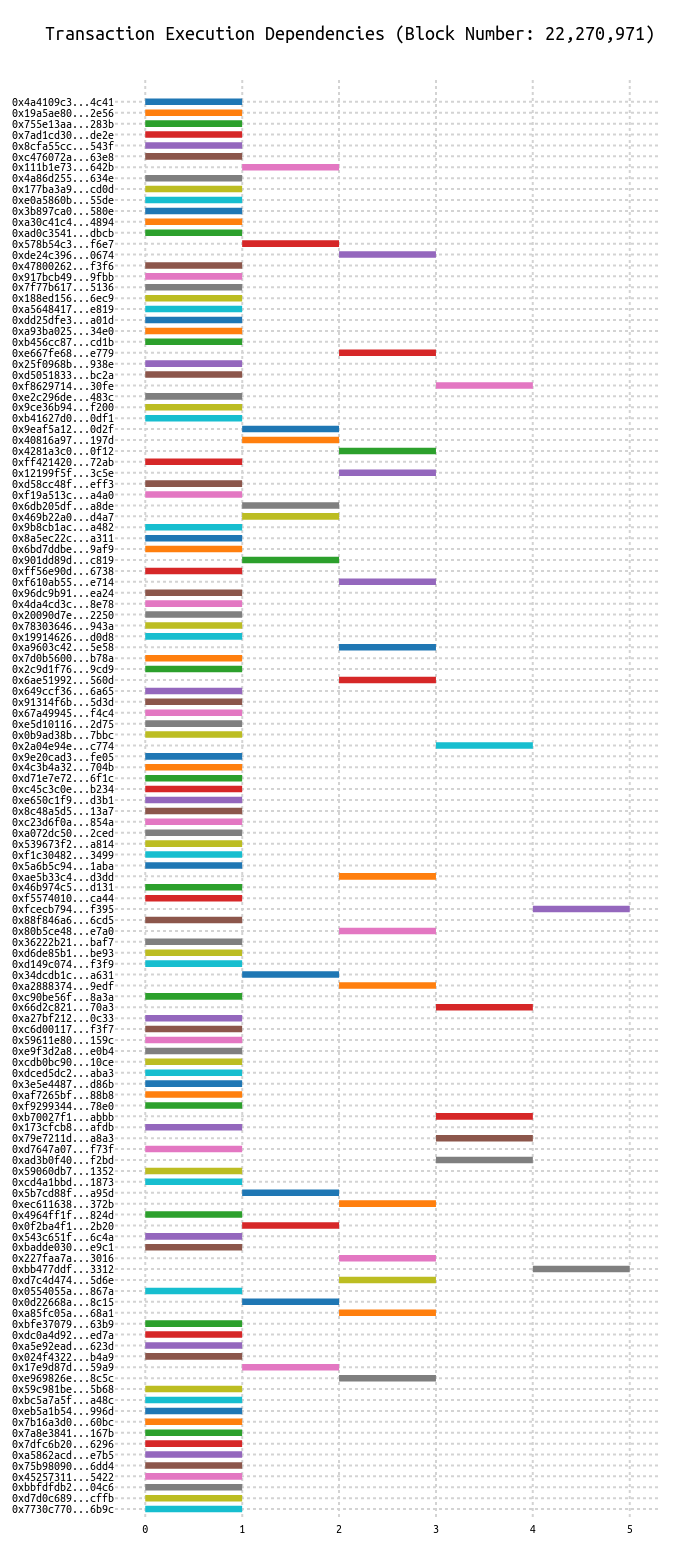 Transaction Execution Dependencies (Block Number: 22,270,971)
0x4a4109c3...4c41
0x19a5ae80...2e56
0x755e13aa...283b
0x7ad1cd30...de2e
0x8cfa55cc...543f
0xc476072a...63e8
0x111b1e73...642b
0x4a86d255...634e
0x177ba3a9...cd0d
0xe0a5860b...55de
0x3b897ca0...580e
0xa30c41c4...4894
0xad0c3541...dbcb
0x578b54c3...f6e7
0xde24c396...0674
0x47800262...f3f6
0x917bcb49...9fbb
0x7f77b617...5136
0x188ed156...6ec9
0xa5648417...e819
0xdd25dfe3...a01d
0xa93ba025...34e0
0xb456cc87...cd1b
0xe667fe68...e779
0x25f0968b...938e
0xd5051833...bc2a
0xf8629714...30fe
0xe2c296de...483c
0x9ce36b94...f200
0xb41627d0...0df1
0x9eaf5a12...0d2f
0x40816a97...197d
0x4281a3c0...0f12
0xff421420...72ab
0x12199f5f...3c5e
0xd58cc48f...eff3
0xf19a513c...a4a0
0x6db205df...a8de
0x469b22a0...d4a7
0x9b8cb1ac...a482
0x8a5ec22c...a311
0x6bd7ddbe...9af9
0x901dd89d...c819
0xff56e90d...6738
0xf610ab55...e714
0x96dc9b91...ea24
0x4da4cd3c...8e78
0x20090d7e...2250
0x78303646...943a
0x19914626...d0d8
0xa9603c42...5e58
0x7d0b5600...b78a
0x2c9d1f76...9cd9
0x6ae51992...560d
0x649ccf36...6a65
0x91314f6b...5d3d
0x67a49945...f4c4
0xe5d10116...2d75
0x0b9ad38b...7bbc
0x2a04e94e...c774
0x9e20cad3...fe05
0x4c3b4a32...704b
0xd71e7e72...6f1c
0xc45c3c0e...b234
0xe650c1f9...d3b1
0x8c48a5d5...13a7
0xc23d6f0a...854a
0xa072dc50...2ced
0x539673f2...a814
0xf1c30482...3499
0x5a6b5c94...1aba
0xae5b33c4...d3dd
0x46b974c5...d131
0xf5574010...ca44
0xfcecb794...f395
0x88f846a6...6cd5
0x80b5ce48...e7a0
0x36222b21...baf7
0xd6de85b1...be93
0xd149c074...f3f9
0x34dcdb1c...a631
0xa2888374...9edf
0xc90be56f...8a3a
0x66d2c821...70a3
0xa27bf212...0c33
0xc6d00117...f3f7
0x59611e80...159c
0xe9f3d2a8...e0b4
0xcdb0bc90...10ce
0xdced5dc2...aba3
0x3e5e4487...d86b
0xaf7265bf...88b8
0xf9299344...78e0
0xb70027f1...abbb
0x173cfcb8...afdb
0x79e7211d...a8a3
0xd7647a07...f73f
0xad3b0f40...f2bd
0x59060db7...1352
0xcd4a1bbd...1873
0x5b7cd88f...a95d
0xec611638...372b
0x4964ff1f...824d
0x0f2ba4f1...2b20
0x543c651f...6c4a
0xbadde030...e9c1
0x227faa7a...3016
0xbb477ddf...3312
0xd7c4d474...5d6e
0x0554055a...867a
0x0d22668a...8c15
0xa85fc05a...68a1
0xbfe37079...63b9
0xdc0a4d92...ed7a
0xa5e92ead...623d
0x024f4322...b4a9
0x17e9d87d...59a9
0xe969826e...8c5c
0x59c981be...5b68
0xbc5a7a5f...a48c
0xeb5a1b54...996d
0x7b16a3d0...60bc
0x7a8e3841...167b
0x7dfc6b20...6296
0xa5862acd...e7b5
0x75b98090...6dd4
0x45257311...5422
0xbbfdfdb2...04c6
0xd7d0c689...cffb
0x7730c770...6b9c
0 1 2 3 4 5